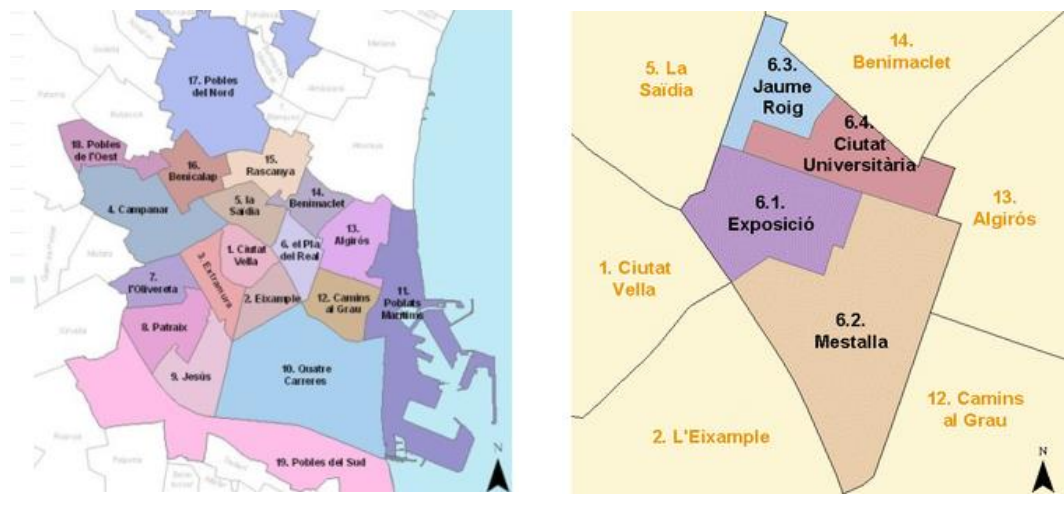 17. Pobles
del Nord
18. Pobles
de l'Oest
16.
Benicalap
15.
Rascanya
14.
Benimaclet
4. Campanar
5. la
Saïdia
13.
Algirós
1. Ciutat
Vella
6. el Pla
del Real
3. Extramurs
7.
l'Olivereta
2. Eixample
12. Camins
al Grau
11.
Poblats
Marítims
8. Patraix
9. Jesús
10. Quatre
Carreres
19. Pobles del Sud
N
14.
Benimaclet
5. La
Saïdia
6.3.
Jaume
Roig
6.4.
Ciutat
Universitària
6.1.
Exposició
13.
Algirós
1. Ciutat
Vella
6.2.
Mestalla
12. Camins
al Grau
2. L'Eixample
N